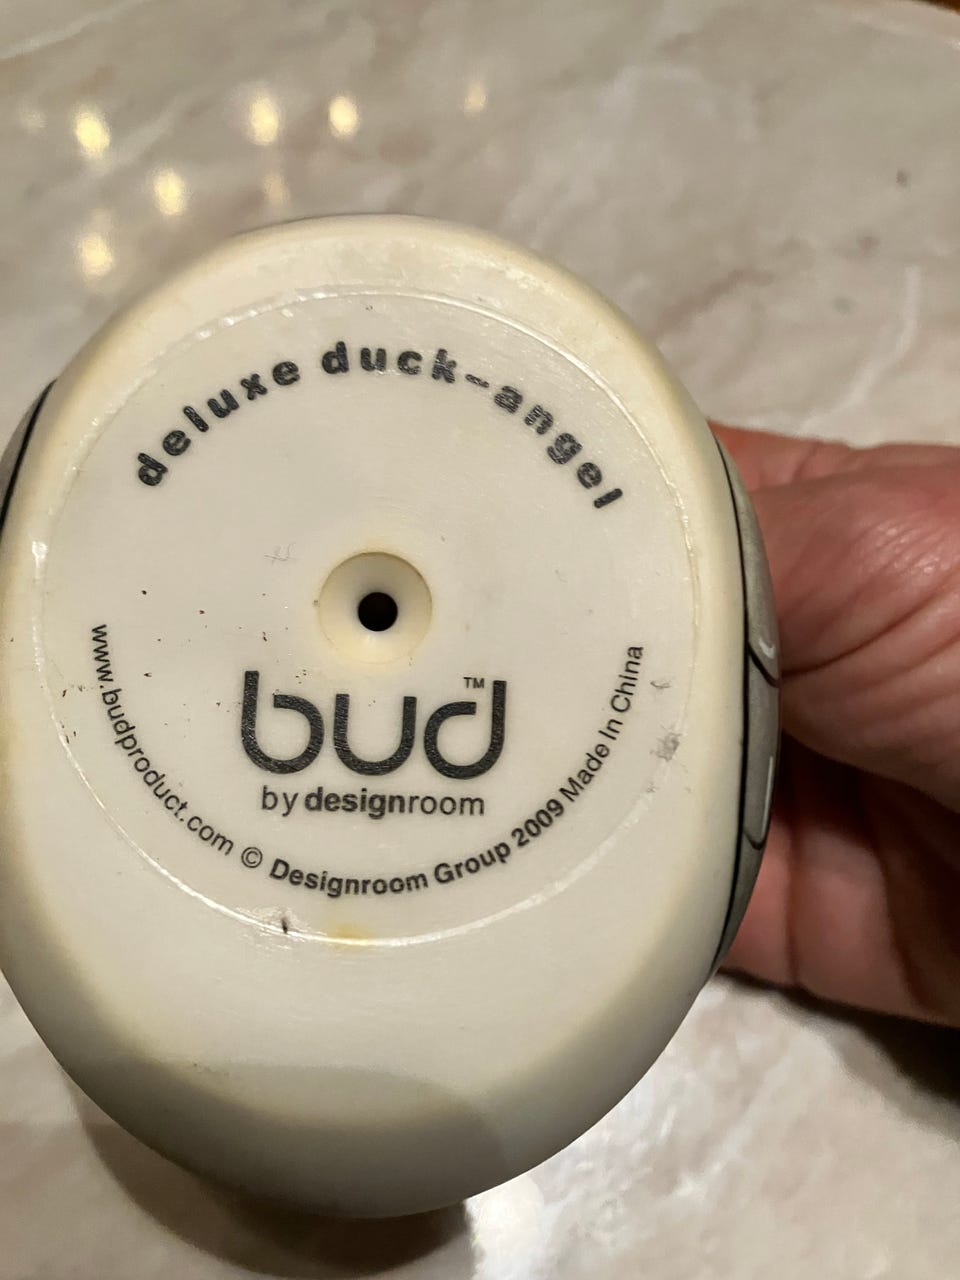 deluxe duck-angel
bud™
by designroom
www.budproduct.com © Designroom Group 2009 Made In China